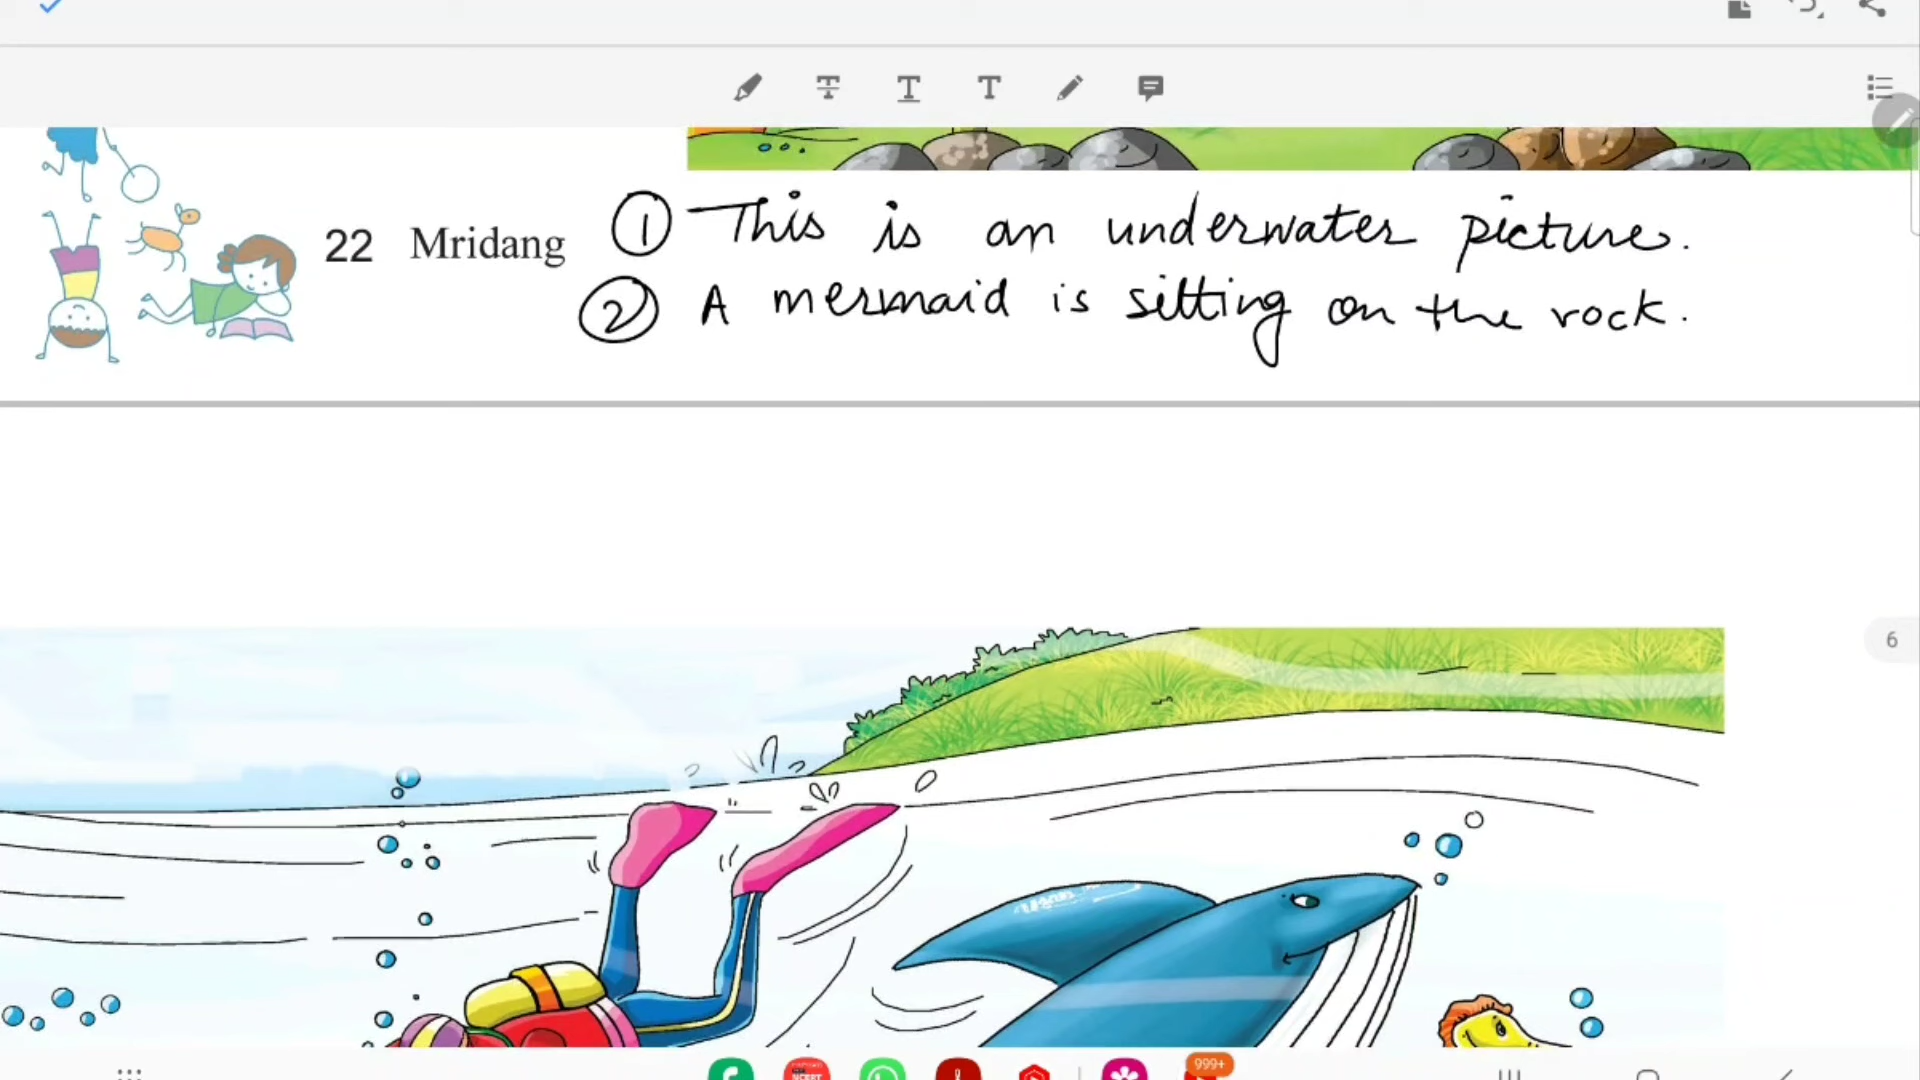 22 Mridang
① This is an underwater picture.
② A mermaid is sitting on the rock.
6
999+